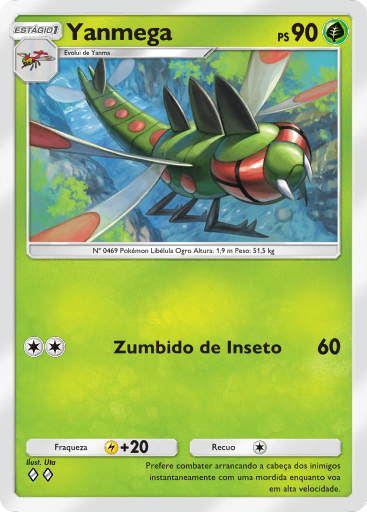 ESTÁGIO 1
Yanmega
PS 90
Evolui de Yanma
N° 0469 Pokémon Libélula Ogro Altura: 1,9 m Peso: 51,5 kg
Zumbido de Inseto 60
Fraqueza +20
Recuo
Ilust. Uta
Prefere combater arrancando a cabeça dos inimigos
instantaneamente com uma mordida enquanto voa
em alta velocidade.